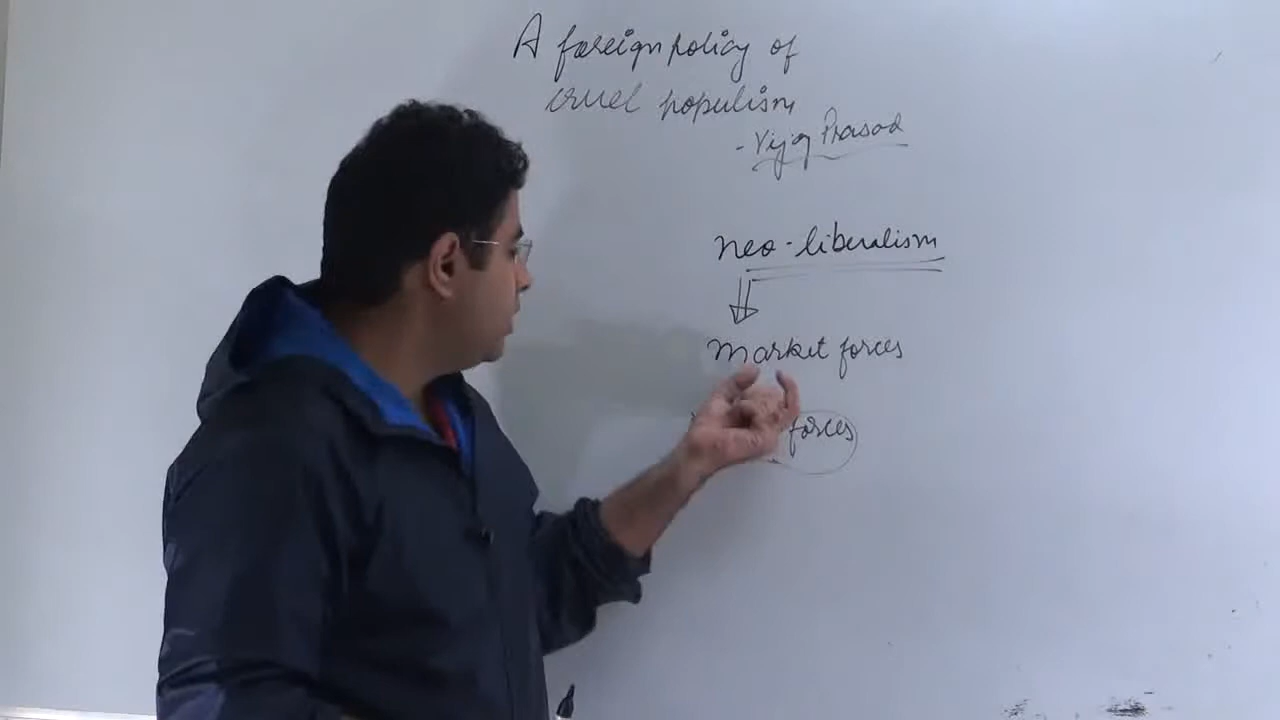 A foreign policy of
cruel populism
- Vijay Prasad
neo-liberalism
market forces
forces